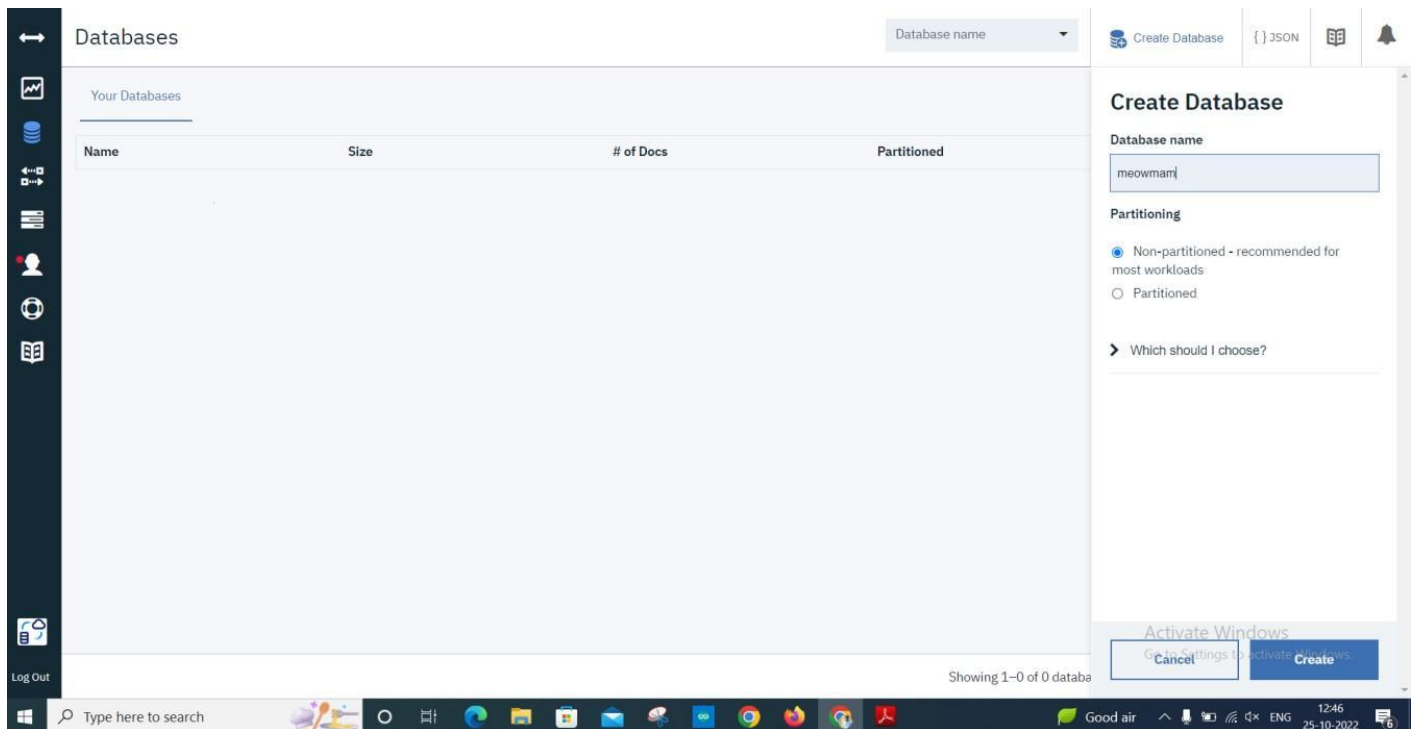 Databases
Database name
Create Database
{ } JSON
Your Databases
Name Size # of Docs Partitioned
Create Database
Database name
meowmam
Partitioning
Non-partitioned - recommended for
most workloads
Partitioned
Which should I choose?
Activate Windows
Go to Settings to activate Windows.
Cancel
Create
Showing 1–0 of 0 databa
Log Out
Type here to search
Good air
ENG
12:46
25-10-2022
6